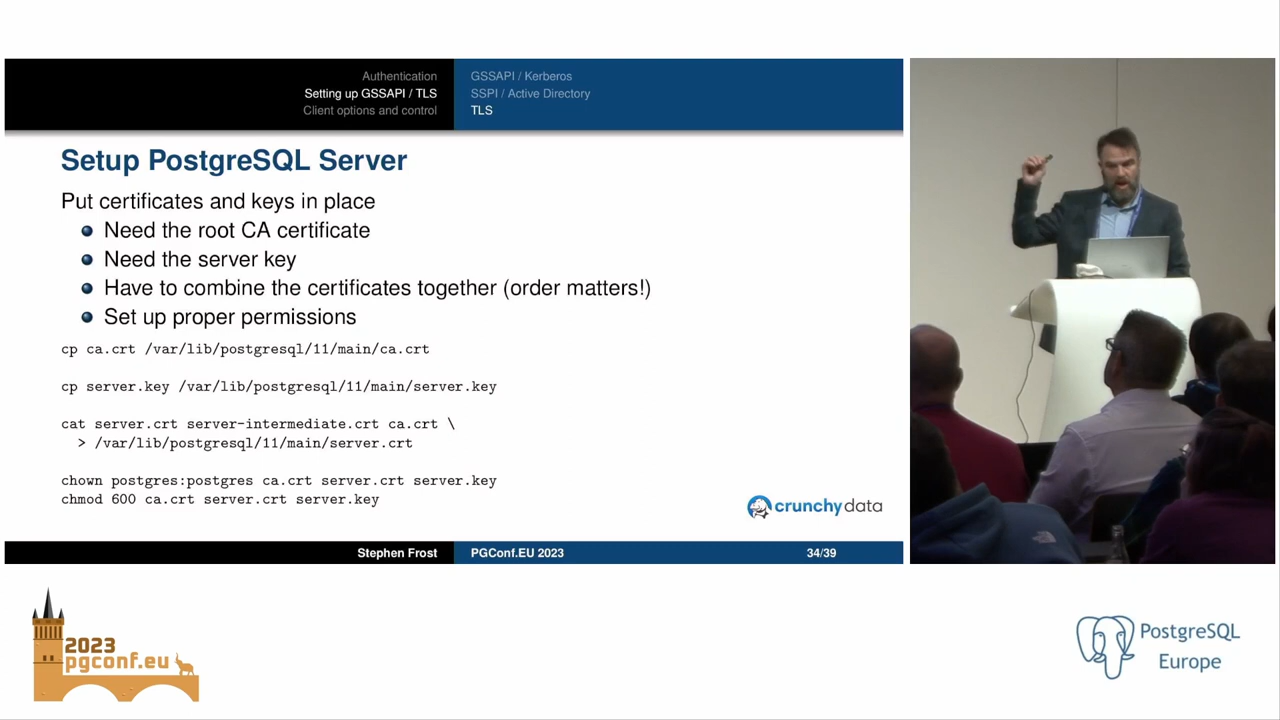 Authentication
Setting up GSSAPI / TLS
Client options and control
GSSAPI / Kerberos
SSPI / Active Directory
TLS
Setup PostgreSQL Server
Put certificates and keys in place
Need the root CA certificate
Need the server key
Have to combine the certificates together (order matters!)
Set up proper permissions
cp ca.crt /var/lib/postgresql/11/main/ca.crt
cp server.key /var/lib/postgresql/11/main/server.key
cat server.crt server-intermediate.crt ca.crt \
> /var/lib/postgresql/11/main/server.crt
chown postgres:postgres ca.crt server.crt server.key
chmod 600 ca.crt server.crt server.key
crunchydata
Stephen Frost
PGConf.EU 2023
34/39
2023
pgconf.eu
PostgreSQL
Europe